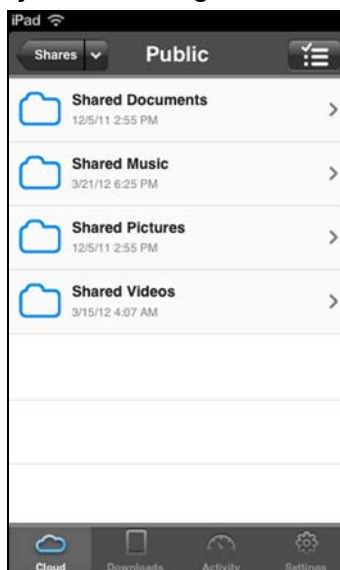 iPad
Shares
Public
Shared Documents
12/5/11 2:55 PM
Shared Music
3/21/12 6:25 PM
Shared Pictures
12/5/11 2:55 PM
Shared Videos
3/15/12 4:07 AM
Cloud Downloads Activity Settings